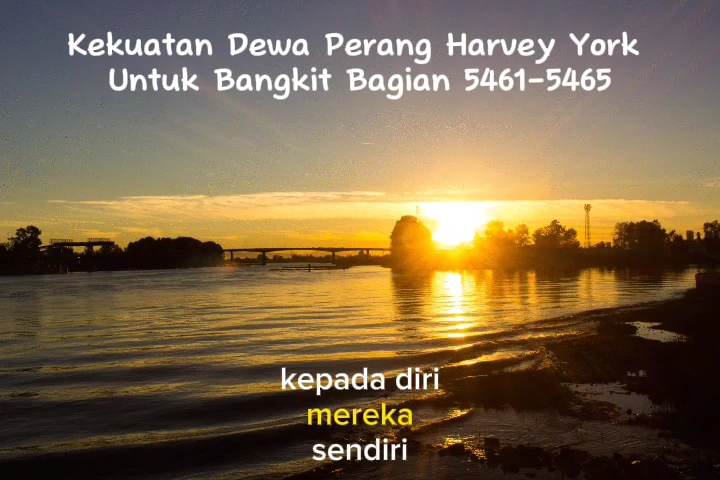 Kekuatan Dewa Perang Harvey York
Untuk Bangkit Bagian 5461-5465
kepada diri
mereka
sendiri